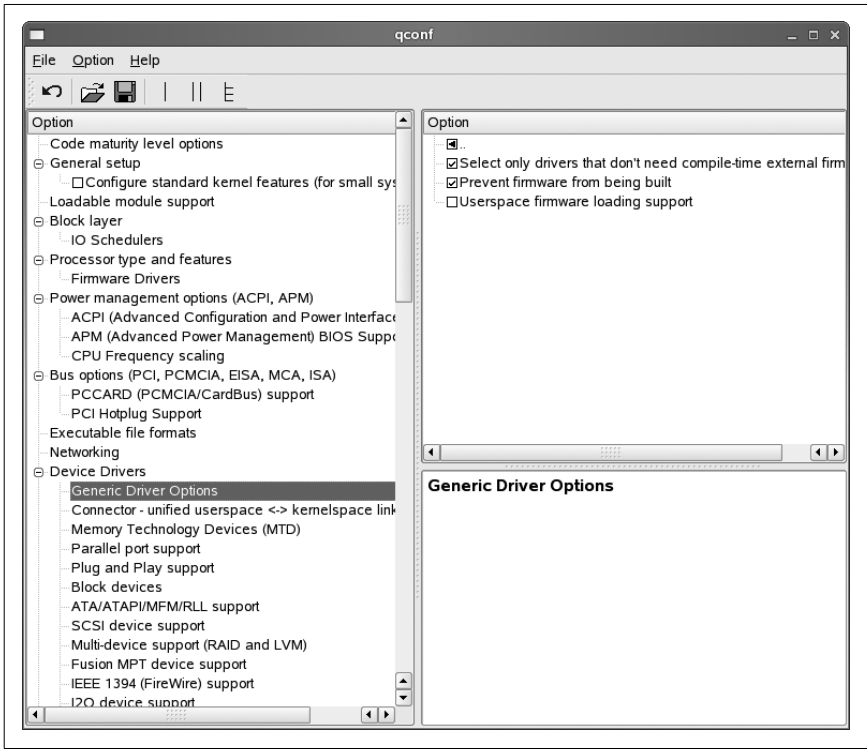 qconf
File Option Help
Option
Code maturity level options
General setup
Configure standard kernel features (for small sys
Loadable module support
Block layer
IO Schedulers
Processor type and features
Firmware Drivers
Power management options (ACPI, APM)
ACPI (Advanced Configuration and Power Interface
APM (Advanced Power Management) BIOS Suppo
CPU Frequency scaling
Bus options (PCI, PCMCIA, EISA, MCA, ISA)
PCCARD (PCMCIA/CardBus) support
PCI Hotplug Support
Executable file formats
Networking
Device Drivers
Generic Driver Options
Connector - unified userspace <-> kernelspace link
Memory Technology Devices (MTD)
Parallel port support
Plug and Play support
Block devices
ATA/ATAPI/MFM/RLL support
SCSI device support
Multi-device support (RAID and LVM)
Fusion MPT device support
IEEE 1394 (FireWire) support
I2O device support
Option
..
Select only drivers that don't need compile-time external firm
Prevent firmware from being built
Userspace firmware loading support
Generic Driver Options